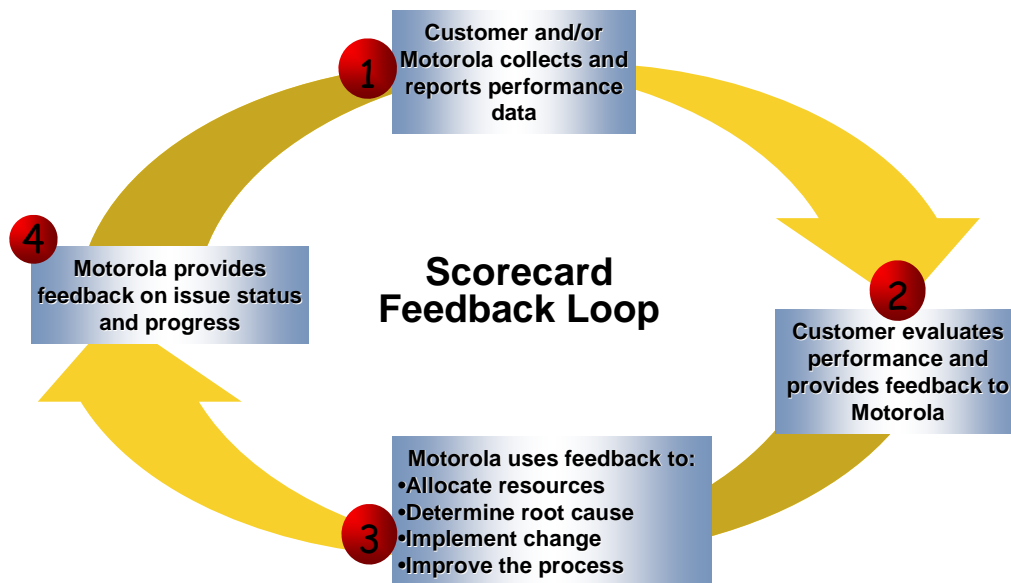 1
Customer and/or
Motorola collects and
reports performance
data
2
Customer evaluates
performance and
provides feedback to
Motorola
3
Motorola uses feedback to:
•Allocate resources
•Determine root cause
•Implement change
•Improve the process
4
Motorola provides
feedback on issue status
and progress
Scorecard
Feedback Loop